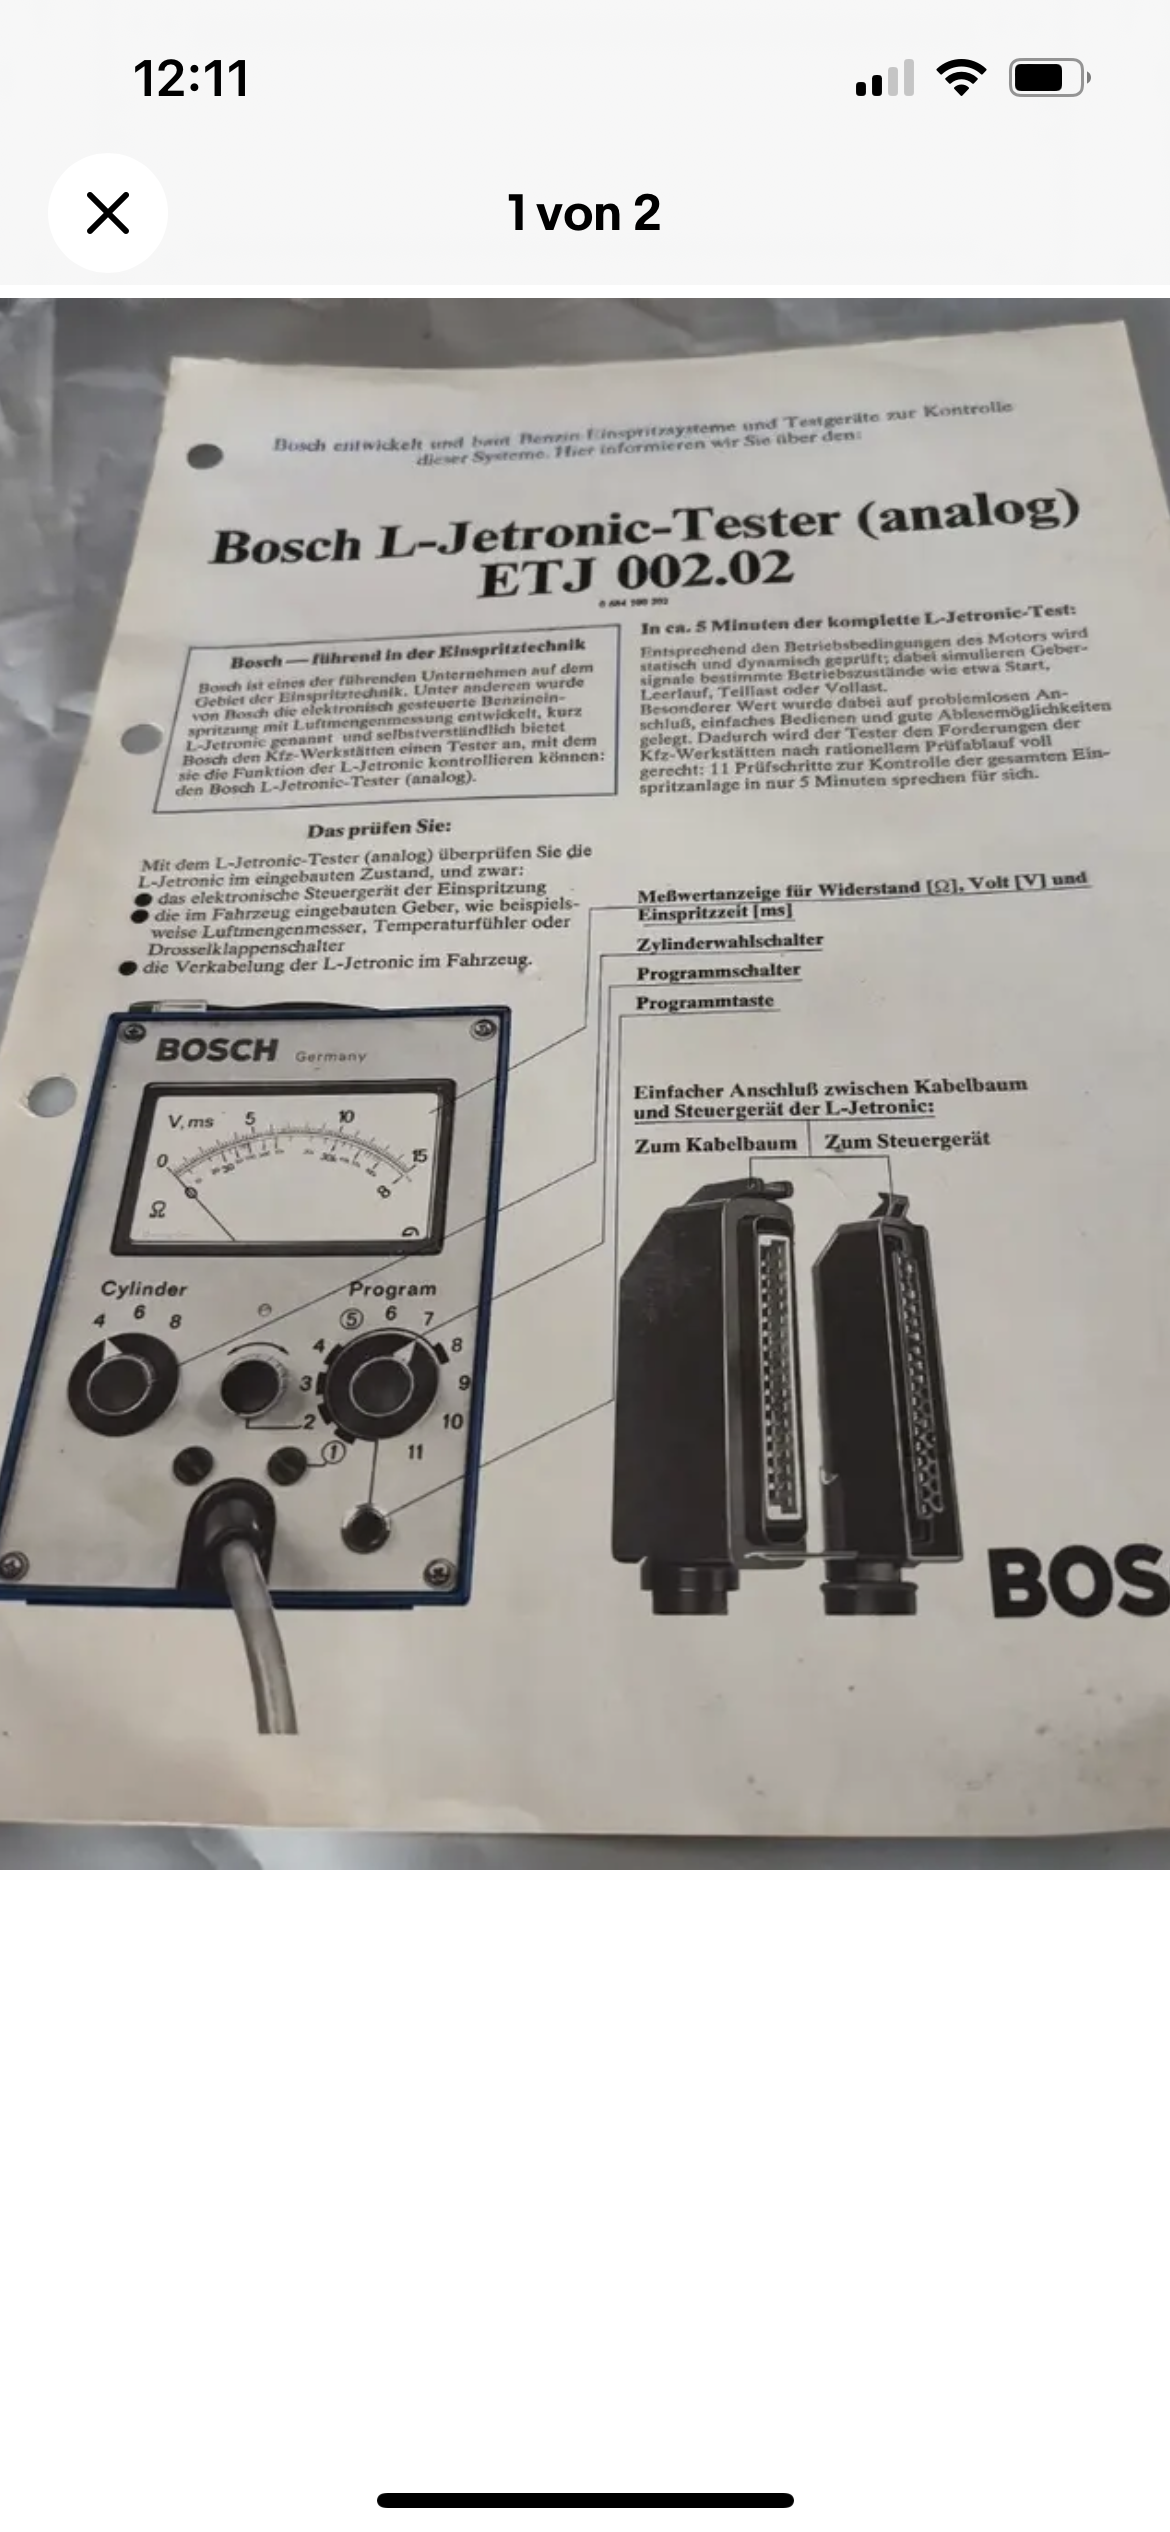 12:11
1 von 2
Bosch entwickelt und baut Benzin-Einspritzsysteme und Testgeräte zur Kontrolle
dieser Systeme. Hier informieren wir Sie über den:
Bosch L-Jetronic-Tester (analog)
ETJ 002.02
Bosch — führend in der Einspritztechnik
Bosch ist eines der führenden Unternehmen auf dem
Gebiet der Einspritztechnik. Unter anderem wurde
von Bosch die elektronisch gesteuerte Benzinein-
spritzung mit Luftmengenmessung entwickelt, kurz
L-Jetronic genannt und selbstverständlich bietet
Bosch den Kfz-Werkstätten einen Tester an, mit dem
sie die Funktion der L-Jetronic kontrollieren können:
den Bosch L-Jetronic-Tester (analog).
In ca. 5 Minuten der komplette L-Jetronic-Test:
Entsprechend den Betriebsbedingungen des Motors wird
statisch und dynamisch geprüft; dabei simulieren Geber-
signale bestimmte Betriebszustände wie etwa Start,
Leerlauf, Teillast oder Vollast.
Besonderer Wert wurde dabei auf problemlosen An-
schluß, einfaches Bedienen und gute Ablesemöglichkeiten
gelegt. Dadurch wird der Tester den Forderungen der
Kfz-Werkstätten nach rationellem Prüfablauf voll
gerecht: 11 Prüfschritte zur Kontrolle der gesamten Ein-
spritzanlage in nur 5 Minuten sprechen für sich.
Das prüfen Sie:
Mit dem L-Jetronic-Tester (analog) überprüfen Sie die
L-Jetronic im eingebauten Zustand, und zwar:
● das elektronische Steuergerät der Einspritzung
● die im Fahrzeug eingebauten Geber, wie beispiels-
weise Luftmengenmesser, Temperaturfühler oder
Drosselklappenschalter
● die Verkabelung der L-Jetronic im Fahrzeug.
Meßwertanzeige für Widerstand [Ω], Volt [V] und
Einspritzzeit [ms]
Zylinderwahlschalter
Programmschalter
Programmtaste
Einfacher Anschluß zwischen Kabelbaum
und Steuergerät der L-Jetronic:
Zum Kabelbaum Zum Steuergerät
BOSCH Germany
V, ms 5 10
0 15
0 ∞
Ω
Cylinder Program
4 6 8
5 6 7
4 8
3 9
2 10
1 11
BOS